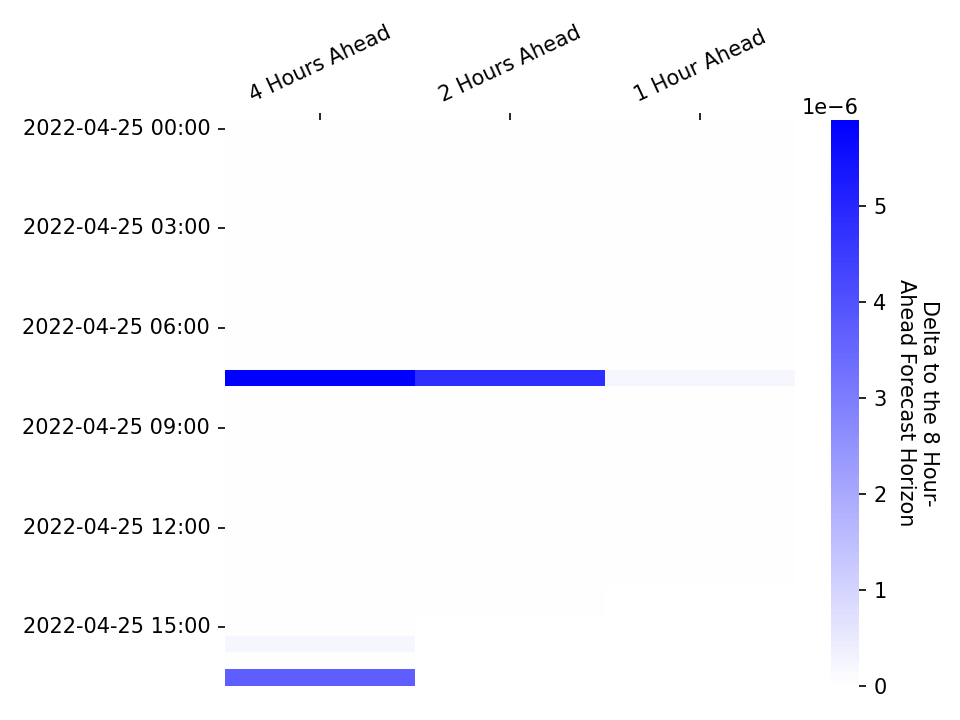 4 Hours Ahead
2 Hours Ahead
1 Hour Ahead
1e−6
2022-04-25 00:00
2022-04-25 03:00
2022-04-25 06:00
2022-04-25 09:00
2022-04-25 12:00
2022-04-25 15:00
5
4
3
2
1
0
Delta to the 8 Hour-
Ahead Forecast Horizon